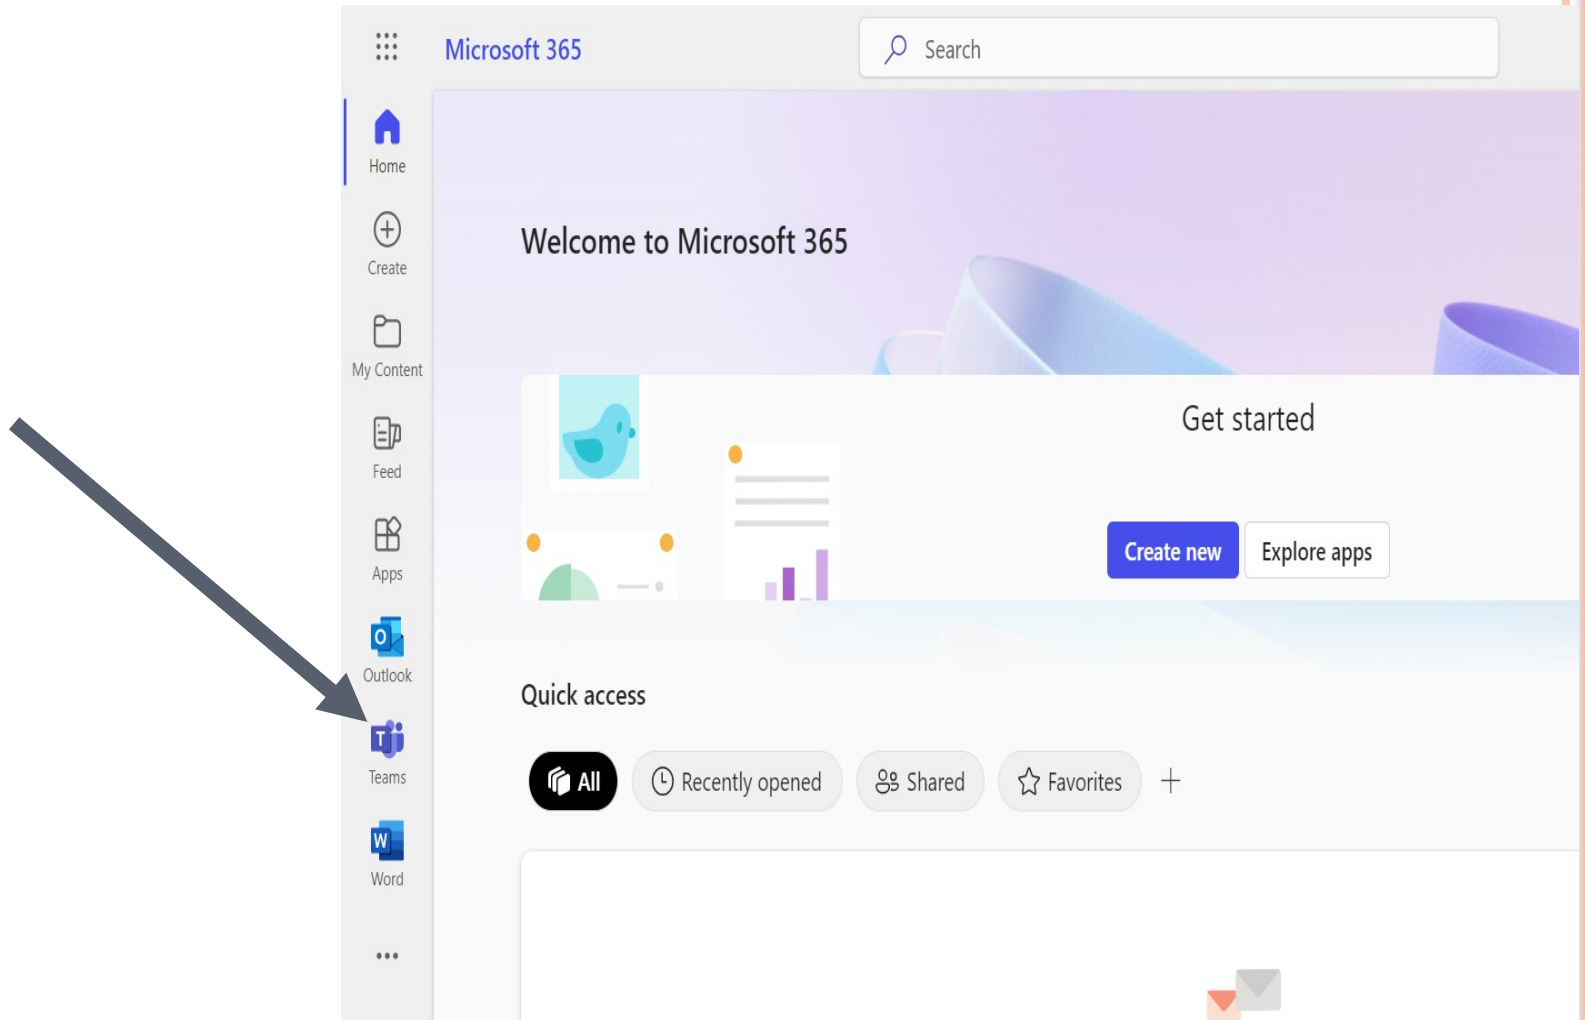 Microsoft 365
Search
Home
Create
My Content
Feed
Apps
Outlook
Teams
Word
Welcome to Microsoft 365
Get started
Create new
Explore apps
Quick access
All
Recently opened
Shared
Favorites